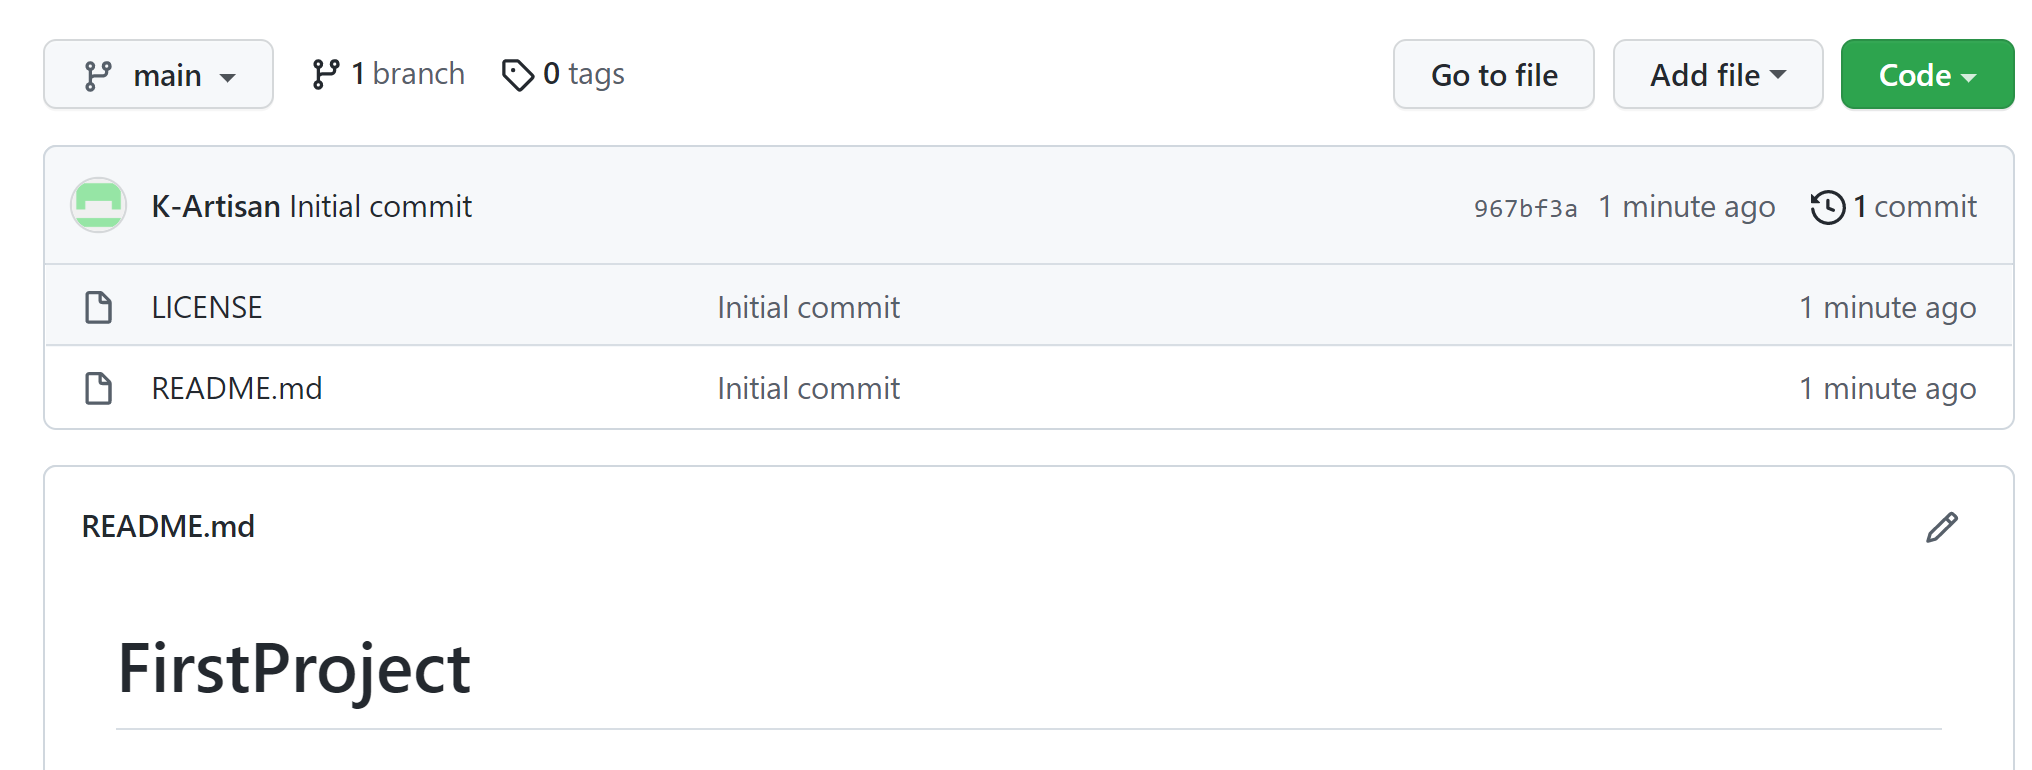 main 1 branch 0 tags Go to file Add file Code
K-Artisan Initial commit 967bf3a 1 minute ago 1 commit
LICENSE Initial commit 1 minute ago
README.md Initial commit 1 minute ago
README.md
FirstProject